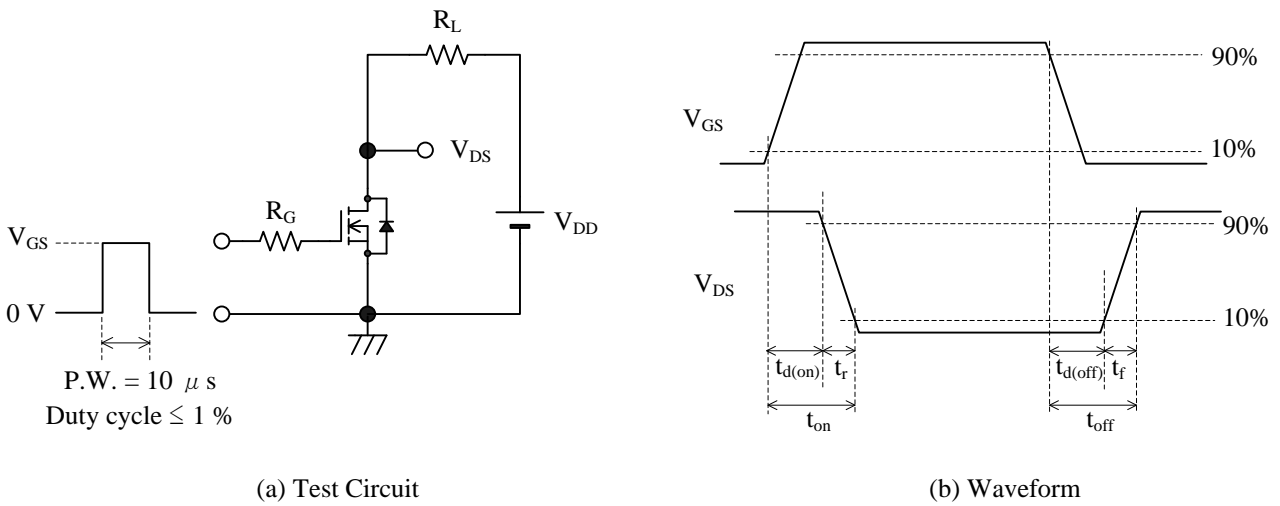 R_L
V_DS
R_G
V_DD
V_GS
0 V
P.W. = 10 μ s
Duty cycle ≤ 1 %
(a) Test Circuit
V_GS
90%
10%
V_DS
90%
10%
t_d(on) t_r t_d(off) t_f
t_on t_off
(b) Waveform